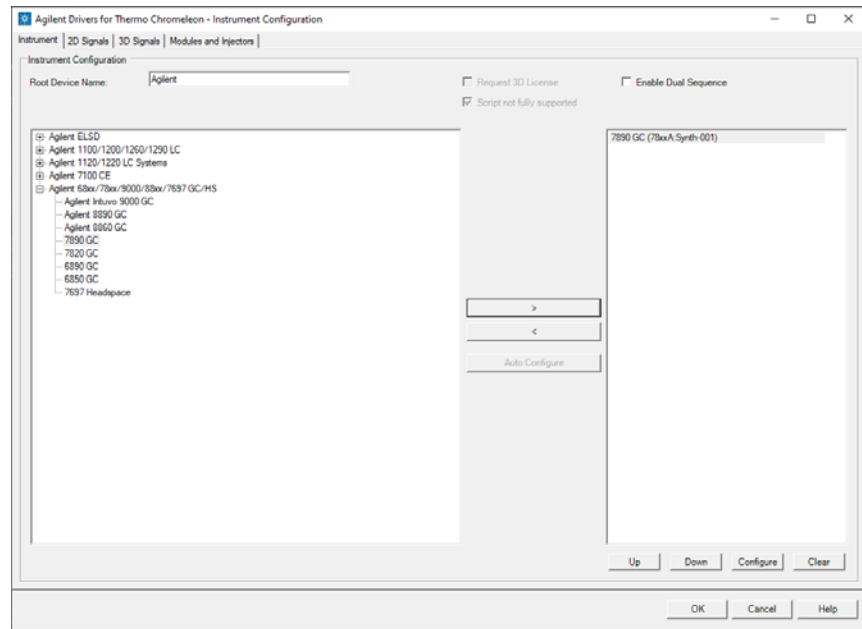 Agilent Drivers for Thermo Chromeleon - Instrument Configuration
Instrument 2D Signals 3D Signals Modules and Injectors
Instrument Configuration
Root Device Name: Agilent
Request 3D License
Enable Dual Sequence
Script not fully supported
Agilent ELSD
Agilent 1100/1200/1260/1290 LC
Agilent 1120/1220 LC Systems
Agilent 7100 CE
Agilent 68xx/78xx/9000/88xx/7697 GC/HS
Agilent Intuvo 9000 GC
Agilent 8890 GC
Agilent 8860 GC
7890 GC
7820 GC
6890 GC
6850 GC
7697 Headspace
>
<
Auto Configure
7890 GC (78xxA:Synth-001)
Up Down Configure Clear
OK Cancel Help